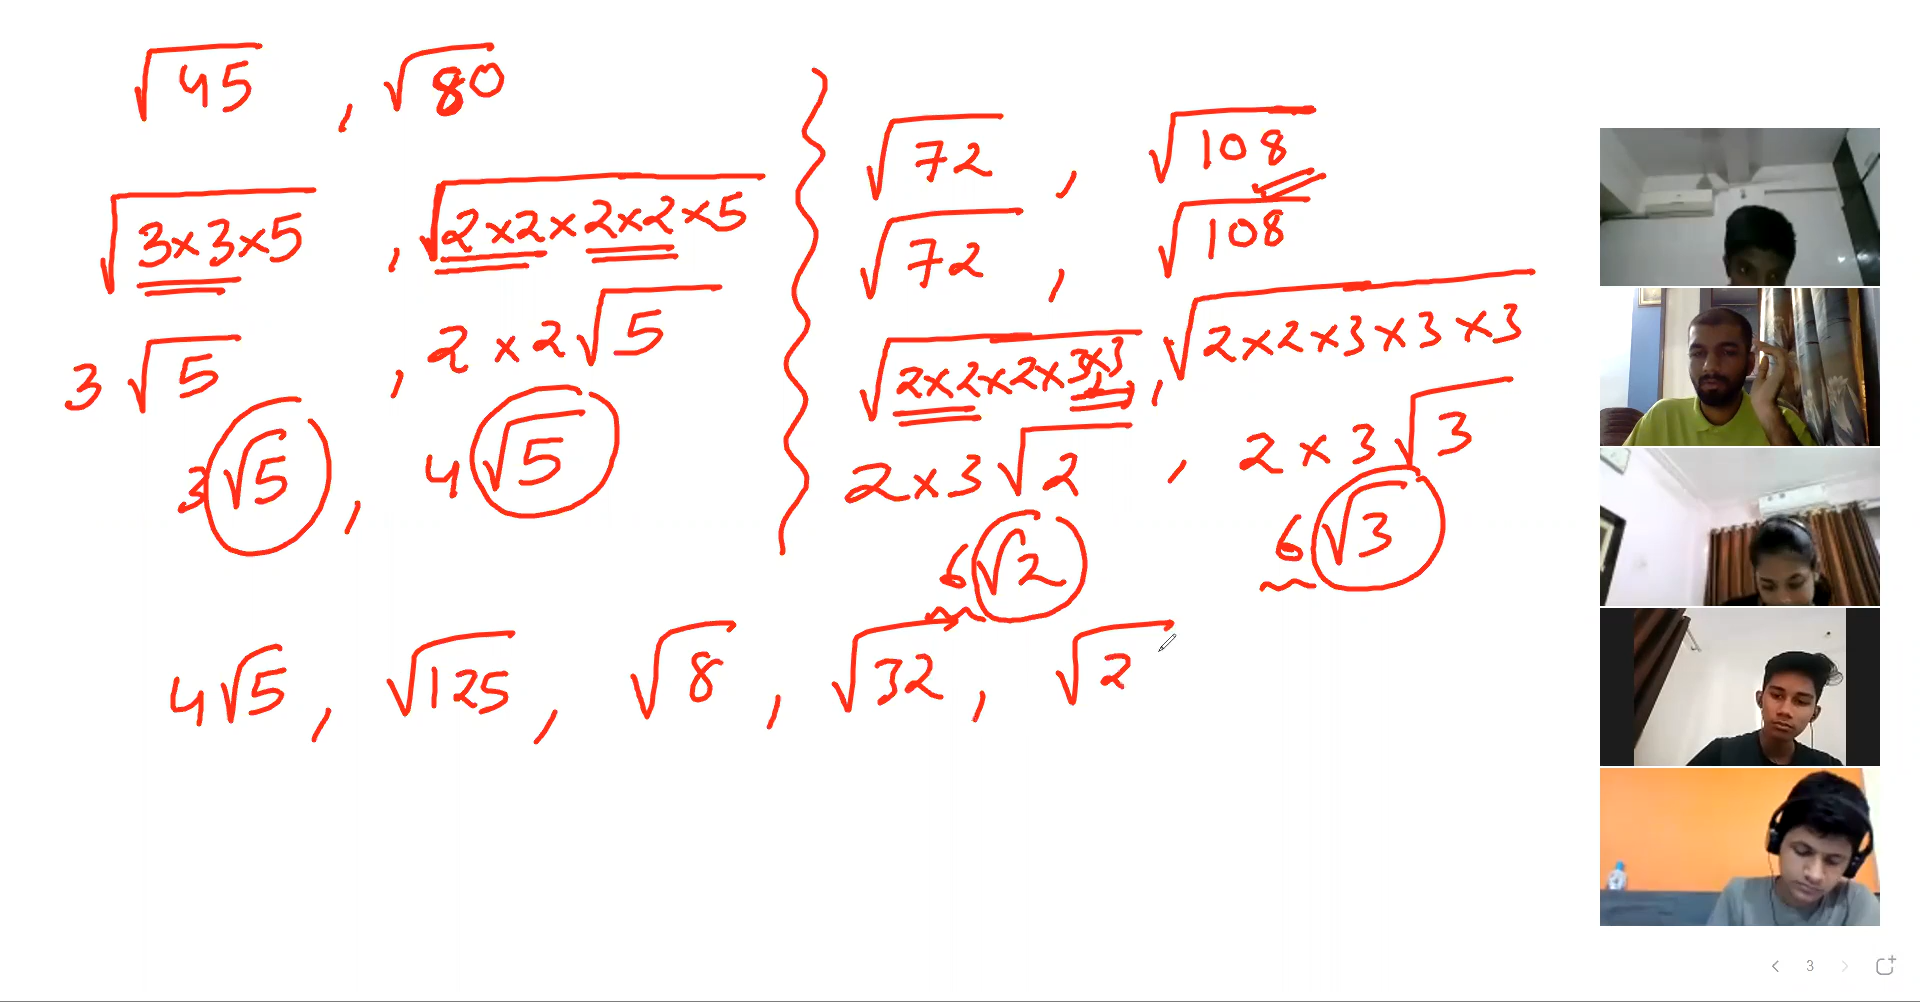 √45 , √80
√3×3×5 , √2×2×2×2×5
3√5 , 2×2√5
3√5 , 4√5
√72 , √108
√72 , √108
√2×2×2×3×3 , √2×2×3×3×3
2×3√2 , 2×3√3
6√2 6√3
4√5 , √125 , √8 , √32 , √2
3